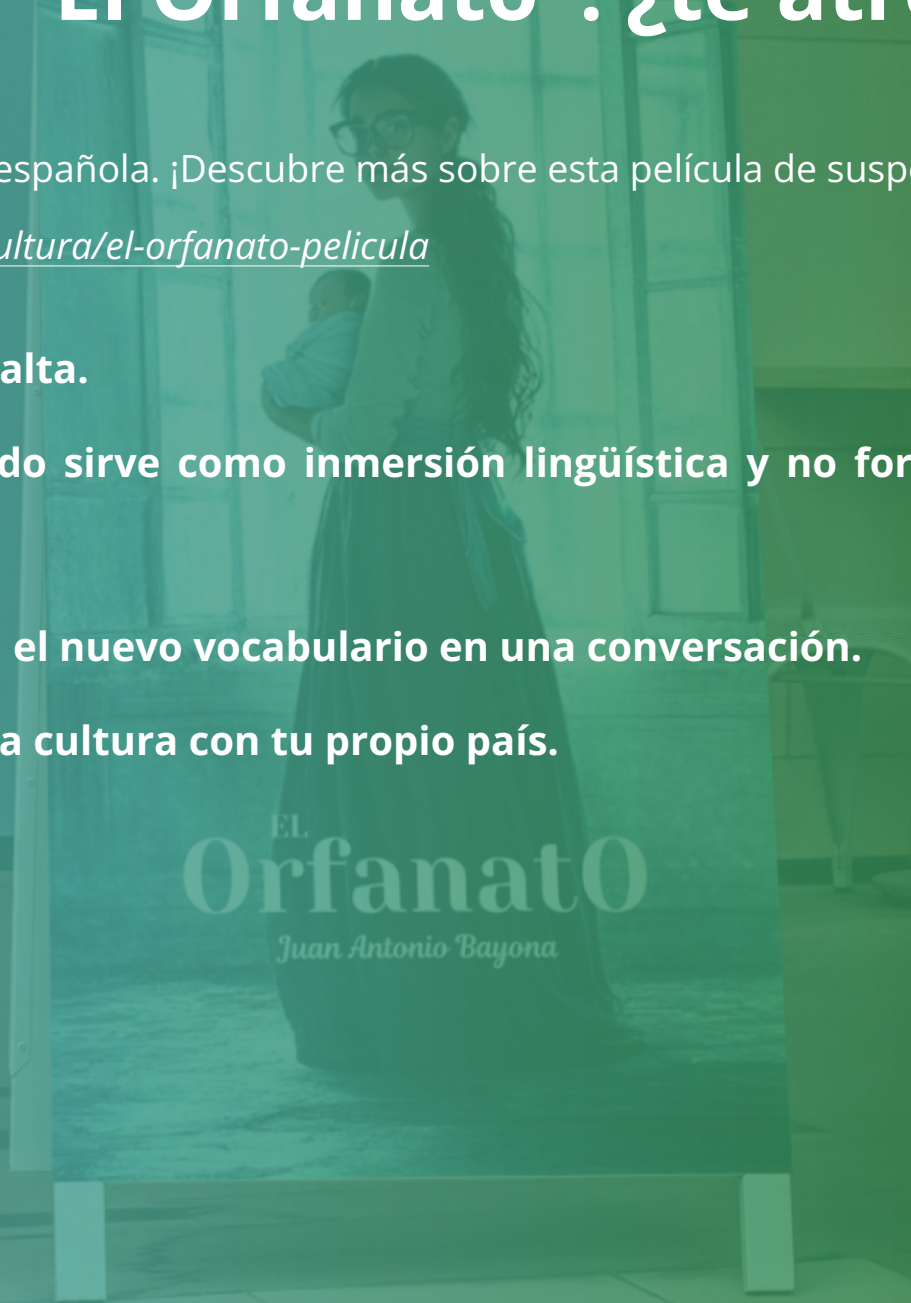 "El Orfanato": ¿te atre
española. ¡Descubre más sobre esta película de susp
ultura/el-orfanato-pelicula
alta.
do sirve como inmersión lingüística y no for
el nuevo vocabulario en una conversación.
a cultura con tu propio país.
EL
OrfanatO
Juan Antonio Bayona